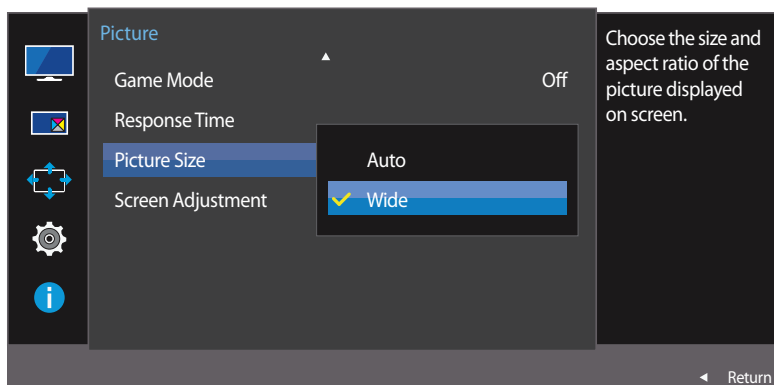 Picture
Game Mode Off
Response Time
Picture Size
Auto
Screen Adjustment
Wide
Choose the size and
aspect ratio of the
picture displayed
on screen.
i
Return